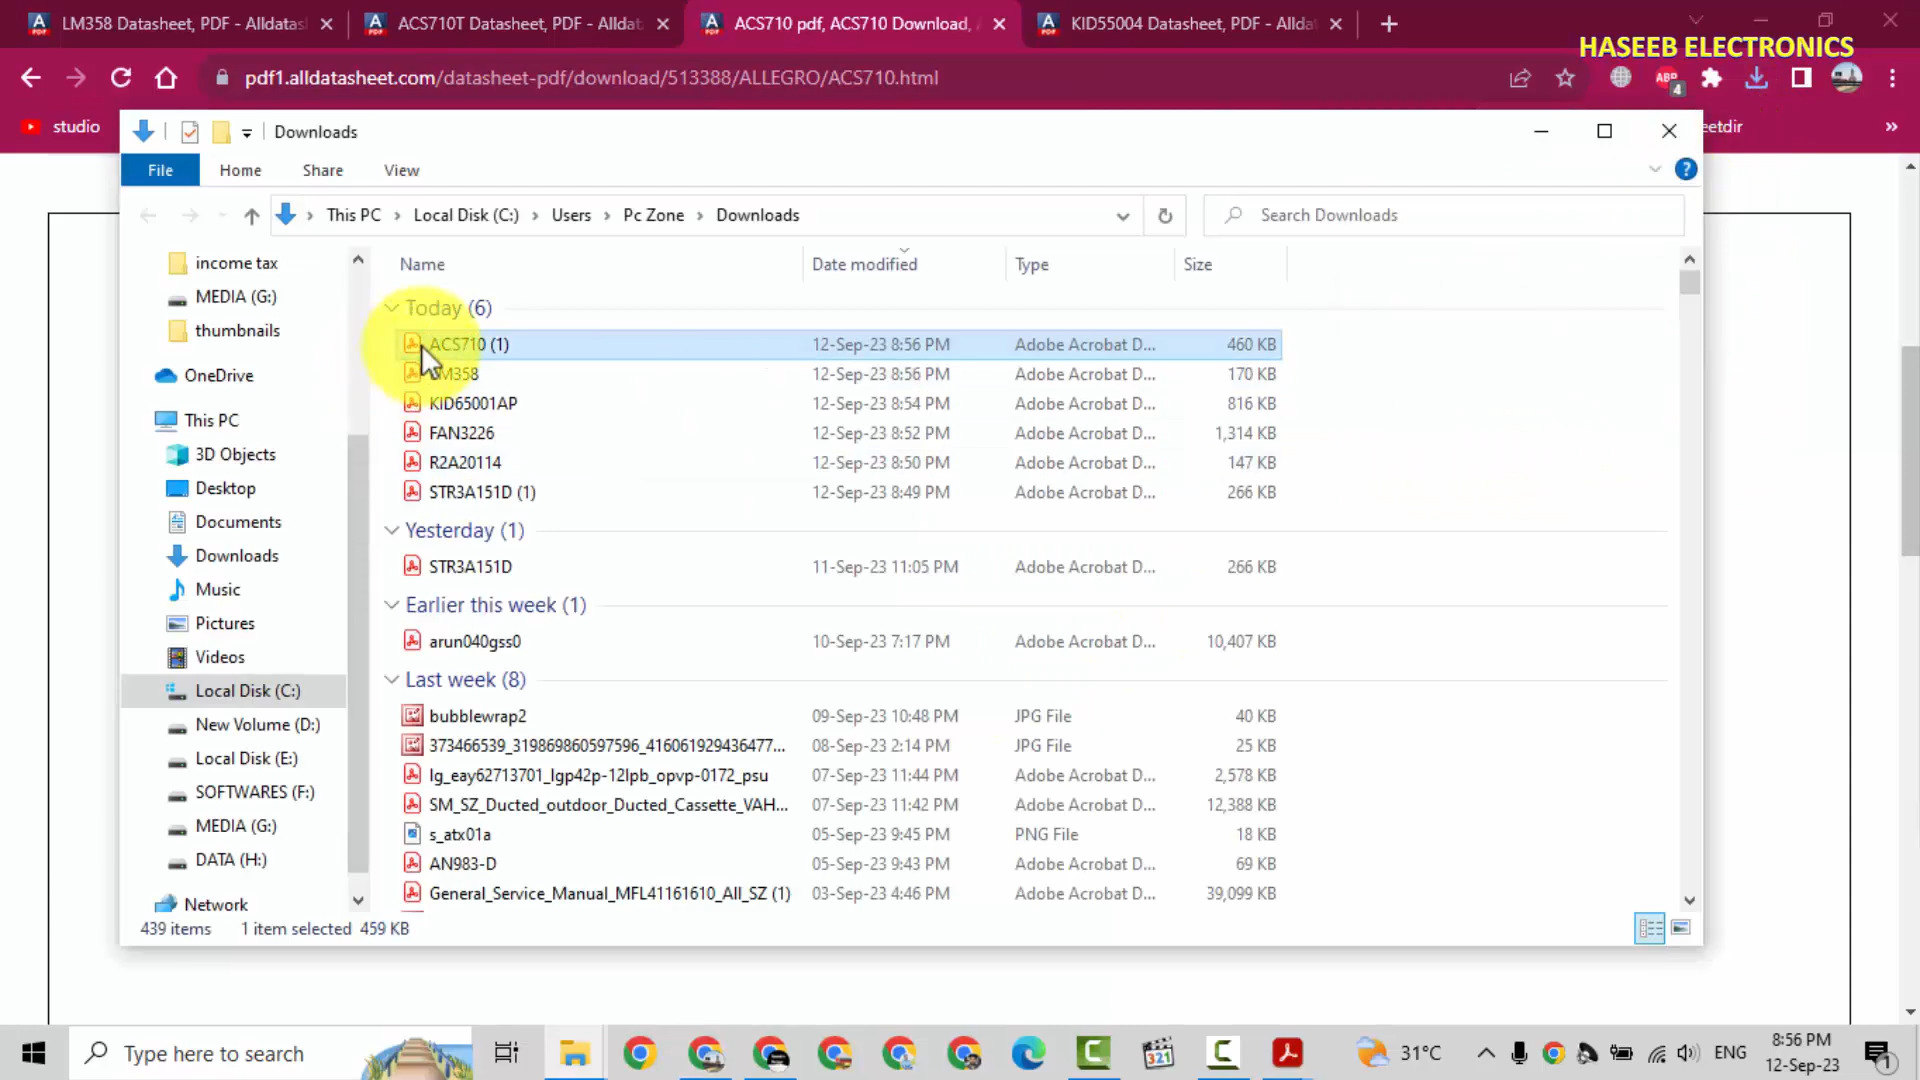 LM358 Datasheet, PDF - Alldatas
ACS710T Datasheet, PDF - Alldat
ACS710 pdf, ACS710 Download,
KID55004 Datasheet, PDF - Allda
HASEEB ELECTRONICS
pdf1.alldatasheet.com/datasheet-pdf/download/513388/ALLEGRO/ACS710.html
ABP
4
studio
Downloads
eetdir
File
Home
Share
View
This PC
Local Disk (C:)
Users
Pc Zone
Downloads
Search Downloads
income tax
MEDIA (G:)
thumbnails
OneDrive
This PC
3D Objects
Desktop
Documents
Downloads
Music
Pictures
Videos
Local Disk (C:)
New Volume (D:)
Local Disk (E:)
SOFTWARES (F:)
MEDIA (G:)
DATA (H:)
Network
Name Date modified Type Size
Today (6)
ACS710 (1) 12-Sep-23 8:56 PM Adobe Acrobat D... 460 KB
LM358 12-Sep-23 8:56 PM Adobe Acrobat D... 170 KB
KID65001AP 12-Sep-23 8:54 PM Adobe Acrobat D... 816 KB
FAN3226 12-Sep-23 8:52 PM Adobe Acrobat D... 1,314 KB
R2A20114 12-Sep-23 8:50 PM Adobe Acrobat D... 147 KB
STR3A151D (1) 12-Sep-23 8:49 PM Adobe Acrobat D... 266 KB
Yesterday (1)
STR3A151D 11-Sep-23 11:05 PM Adobe Acrobat D... 266 KB
Earlier this week (1)
arun040gss0 10-Sep-23 7:17 PM Adobe Acrobat D... 10,407 KB
Last week (8)
bubblewrap2 09-Sep-23 10:48 PM JPG File 40 KB
373466539_319869860597596_416061929436477... 08-Sep-23 2:14 PM JPG File 25 KB
lg_eay62713701_lgp42p-12lpb_opvp-0172_psu 07-Sep-23 11:44 PM Adobe Acrobat D... 2,578 KB
SM_SZ_Ducted_outdoor_Ducted_Cassette_VAH... 07-Sep-23 11:42 PM Adobe Acrobat D... 12,388 KB
s_atx01a 05-Sep-23 9:45 PM PNG File 18 KB
AN983-D 05-Sep-23 9:43 PM Adobe Acrobat D... 69 KB
General_Service_Manual_MFL41161610_All_SZ (1) 03-Sep-23 4:46 PM Adobe Acrobat D... 39,099 KB
439 items 1 item selected 459 KB
Type here to search
321
31°C
ENG
8:56 PM
12-Sep-23
1